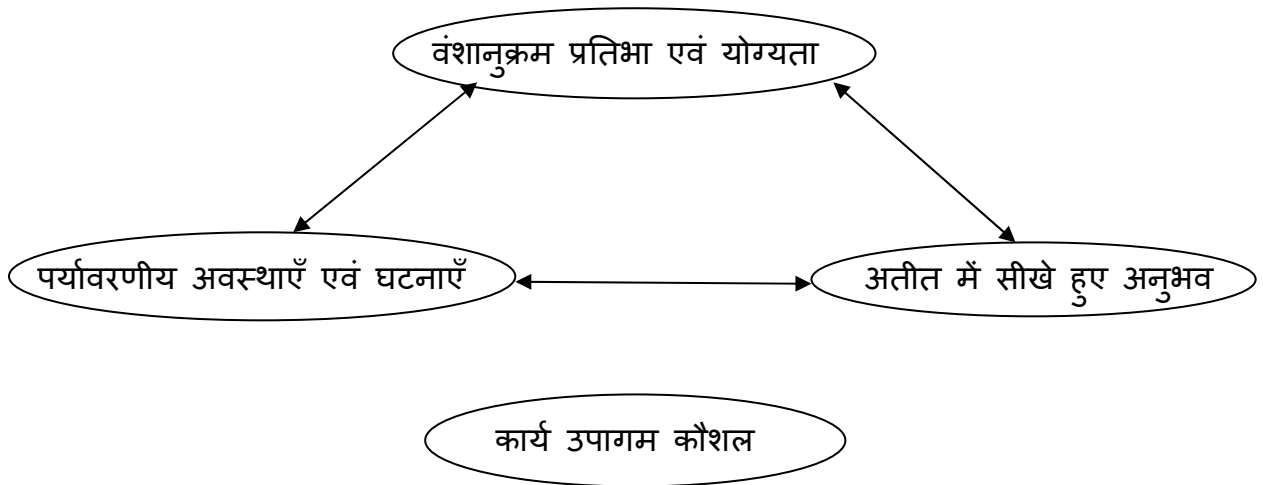 वंशानुक्रम प्रतिभा एवं योग्यता
पर्यावरणीय अवस्थाएँ एवं घटनाएँ
अतीत में सीखे हुए अनुभव
कार्य उपागम कौशल